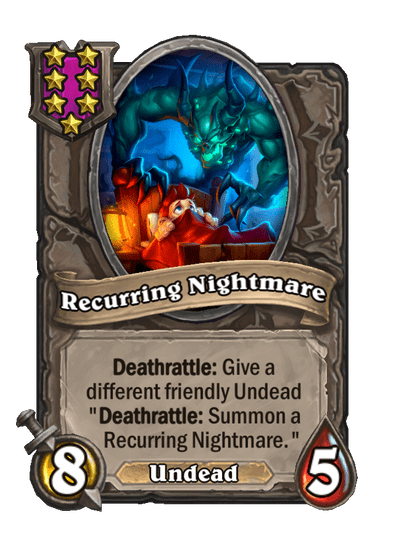 Recurring Nightmare
Deathrattle: Give a
different friendly Undead
"Deathrattle: Summon a
Recurring Nightmare."
8
Undead
5